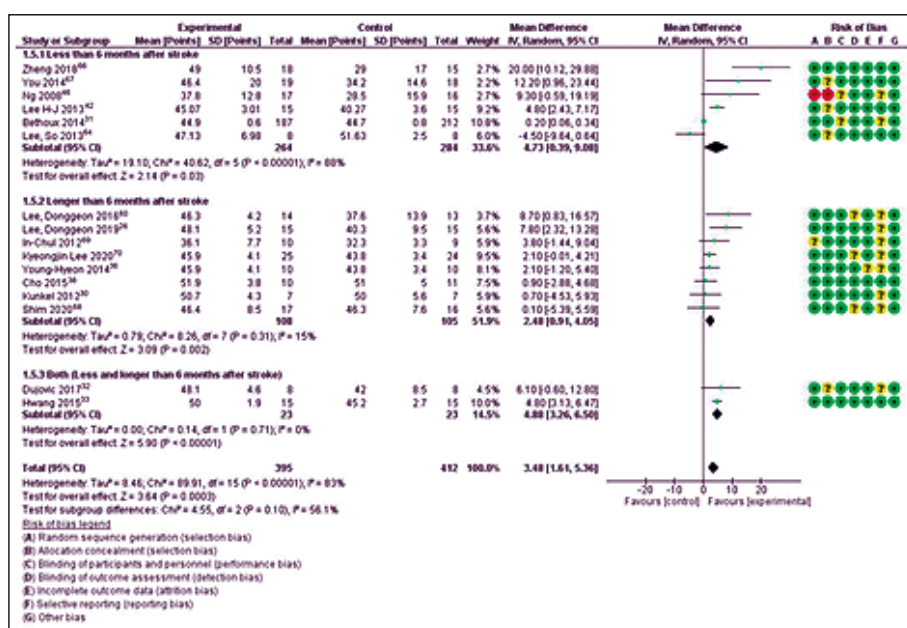 Experimental Control Mean Difference Mean Difference Risk of Bias
Study or Subgroup Mean [Points] SD [Points] Total Mean [Points] SD [Points] Total Weight IV, Random, 95% CI IV, Random, 95% CI A B C D E F G
1.5.1 Less than 6 months after stroke
Zheng 2018 49 10.5 18 29 17 15 2.7% 20.00 [10.12, 29.88]
You 2014 46.4 20 19 34.2 14.6 18 2.2% 12.20 [0.96, 23.44]
Ng 2008 37.8 12.8 17 28.5 15.9 16 2.9% 9.30 [-0.59, 19.19]
Lee H-J 2013 45.07 3.01 15 40.27 3.6 15 9.4% 4.80 [2.43, 7.17]
Bethoux 2014 44.9 0.6 187 44.7 0.8 212 0.20 [0.06, 0.34]
Lee, So 2013 47.13 6.98 8 51.63 2.5 8 -4.50 [-9.64, 0.64]
Subtotal (95% CI) 264 284 33.6% 4.73 [0.39, 9.08]
Heterogeneity: Tau² = 19.10; Chi² = 40.62, df = 5 (P < 0.00001); I² = 88%
Test for overall effect: Z = 2.14 (P = 0.03)
1.5.2 Longer than 6 months after stroke
Lee, Donggeon 2016 46.3 4.2 14 37.6 13.9 13 3.7% 8.70 [0.83, 16.57]
Lee, Donggeon 2019 48.1 5.2 15 40.3 9.5 15 5.6% 7.80 [2.32, 13.28]
In-Chul 2012 36.1 7.7 10 32.3 3.3 9 3.80 [-1.44, 9.04]
Kyeongjin Lee 2020 45.9 4.1 25 43.8 3.4 24 2.10 [-0.01, 4.21]
Young-Hyeon 2014 45.9 4.1 10 43.8 3.4 10 8.1% 2.10 [-1.20, 5.40]
Cho 2015 51.9 3.8 10 51 5 11 0.90 [-2.88, 4.68]
Kunkel 2012 50.7 4.3 7 50 5.6 7 0.70 [-4.53, 5.93]
Shim 2020 46.4 8.5 17 46.3 7.6 16 0.10 [-5.39, 5.59]
Subtotal (95% CI) 108 105 51.9% 2.48 [0.91, 4.05]
Heterogeneity: Tau² = 0.79; Chi² = 8.26, df = 7 (P = 0.31); I² = 15%
Test for overall effect: Z = 3.09 (P = 0.002)
1.5.3 Both (Less and longer than 6 months after stroke)
Dujovic 2017 48.1 4.6 8 42 8.5 8 4.5% 6.10 [-0.60, 12.80]
Hwang 2015 50 1.9 15 45.2 2.7 15 10.0% 4.80 [3.13, 6.47]
Subtotal (95% CI) 23 23 14.5% 4.88 [3.26, 6.50]
Heterogeneity: Tau² = 0.00; Chi² = 0.14, df = 1 (P = 0.71); I² = 0%
Test for overall effect: Z = 5.90 (P < 0.00001)
Total (95% CI) 395 412 100.0% 3.48 [1.61, 5.36]
Heterogeneity: Tau² = 8.46; Chi² = 89.91, df = 15 (P < 0.00001); I² = 83%
Test for overall effect: Z = 3.64 (P = 0.0003)
Test for subgroup differences: Chi² = 4.55, df = 2 (P = 0.10), I² = 56.1%
-20 -10 0 10 20
Favours [control] Favours [experimental]
Risk of bias legend
(A) Random sequence generation (selection bias)
(B) Allocation concealment (selection bias)
(C) Blinding of participants and personnel (performance bias)
(D) Blinding of outcome assessment (detection bias)
(E) Incomplete outcome data (attrition bias)
(F) Selective reporting (reporting bias)
(G) Other bias